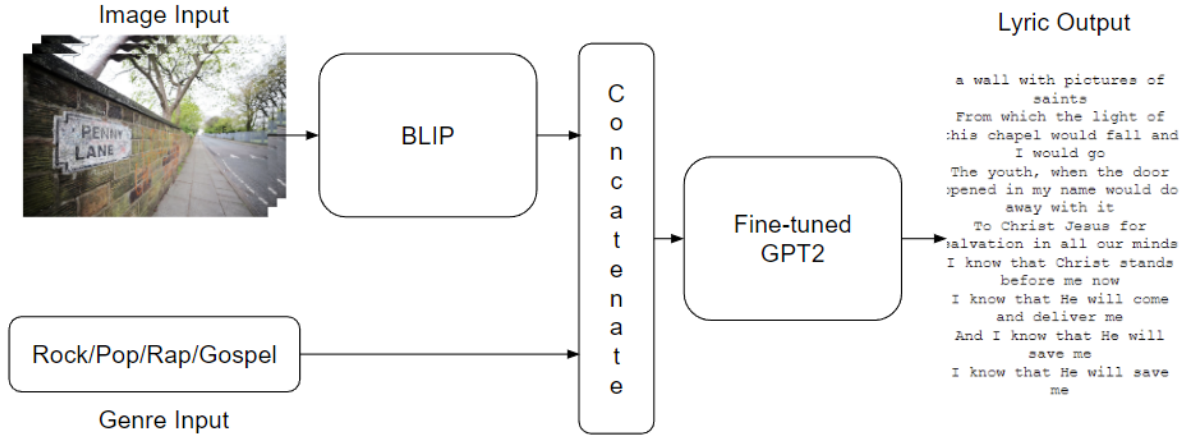 Image Input
PENNY
LANE
BLIP
Concatenate
Fine-tuned
GPT2
Rock/Pop/Rap/Gospel
Genre Input
Lyric Output
a wall with pictures of
saints
From which the light of
chapel would fall and
I would go
The youth, when the door
in my name would do
away with it
To Christ Jesus for
in all our minds
I know that Christ stands
before me now
I know that He will come
and deliver me
And I know that He will
save me
I know that He will save
me